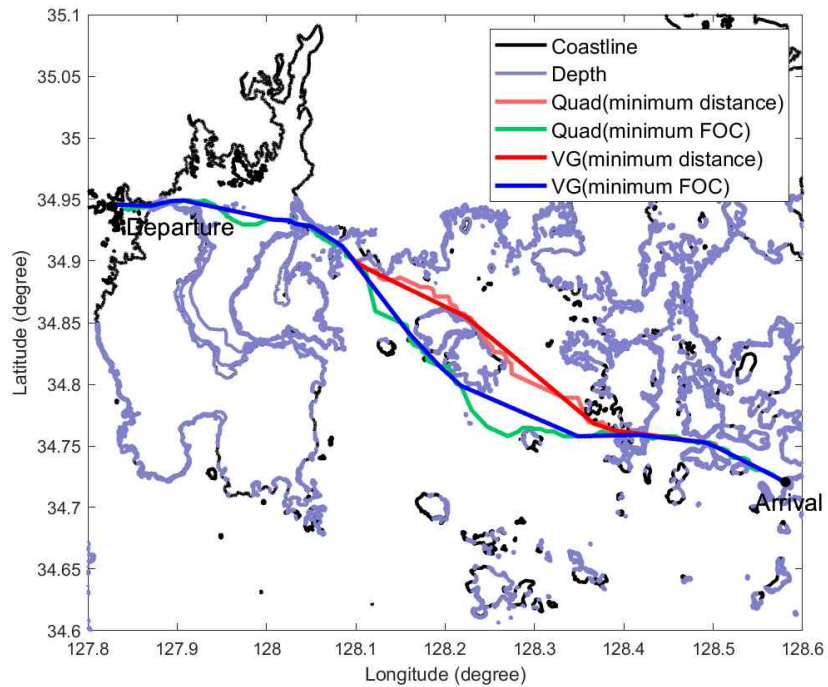 35.1
35.05
35
34.95
34.9
34.85
34.8
34.75
34.7
34.65
34.6
Latitude (degree)
Coastline
Depth
Quad(minimum distance)
Quad(minimum FOC)
VG(minimum distance)
VG(minimum FOC)
Departure
Arrival
127.8 127.9 128 128.1 128.2 128.3 128.4 128.5 128.6
Longitude (degree)